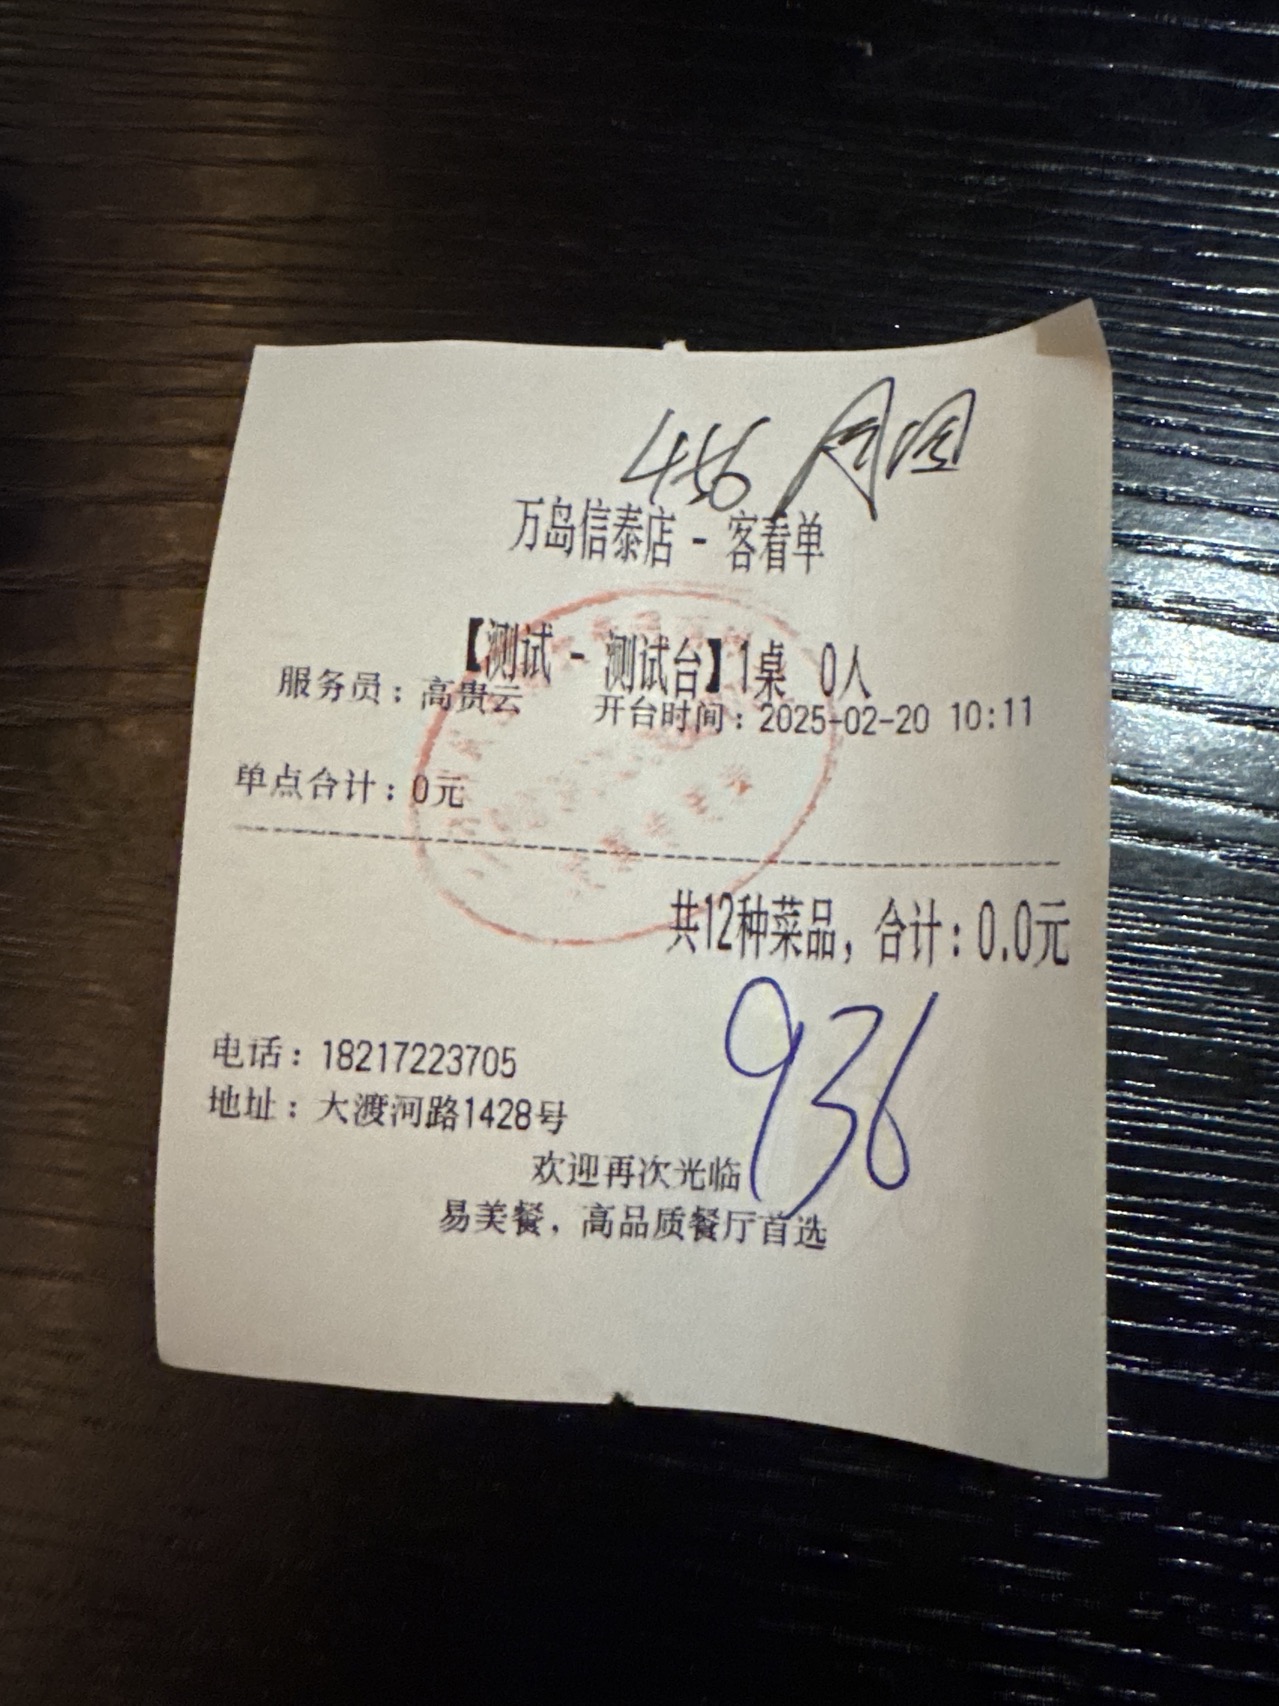 456
万岛信泰店 - 客看单
【测试 - 测试台】1桌 0人
服务员：高贵云 开台时间：2025-02-20 10:11
单点合计：0元
共12种菜品，合计：0.0元
936
电话：18217223705
地址：大渡河路1428号
欢迎再次光临
易美餐，高品质餐厅首选